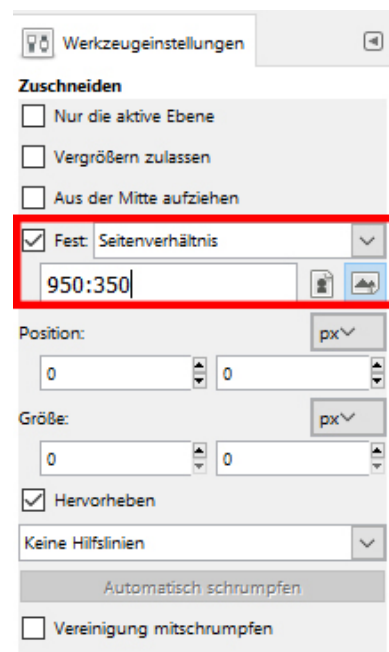 Werkzeugeinstellungen
Zuschneiden
Nur die aktive Ebene
Vergrößern zulassen
Aus der Mitte aufziehen
Fest: Seitenverhältnis
950:350
Position: px
0 0
Größe: px
0 0
Hervorheben
Keine Hilfslinien
Automatisch schrumpfen
Vereinigung mitschrumpfen